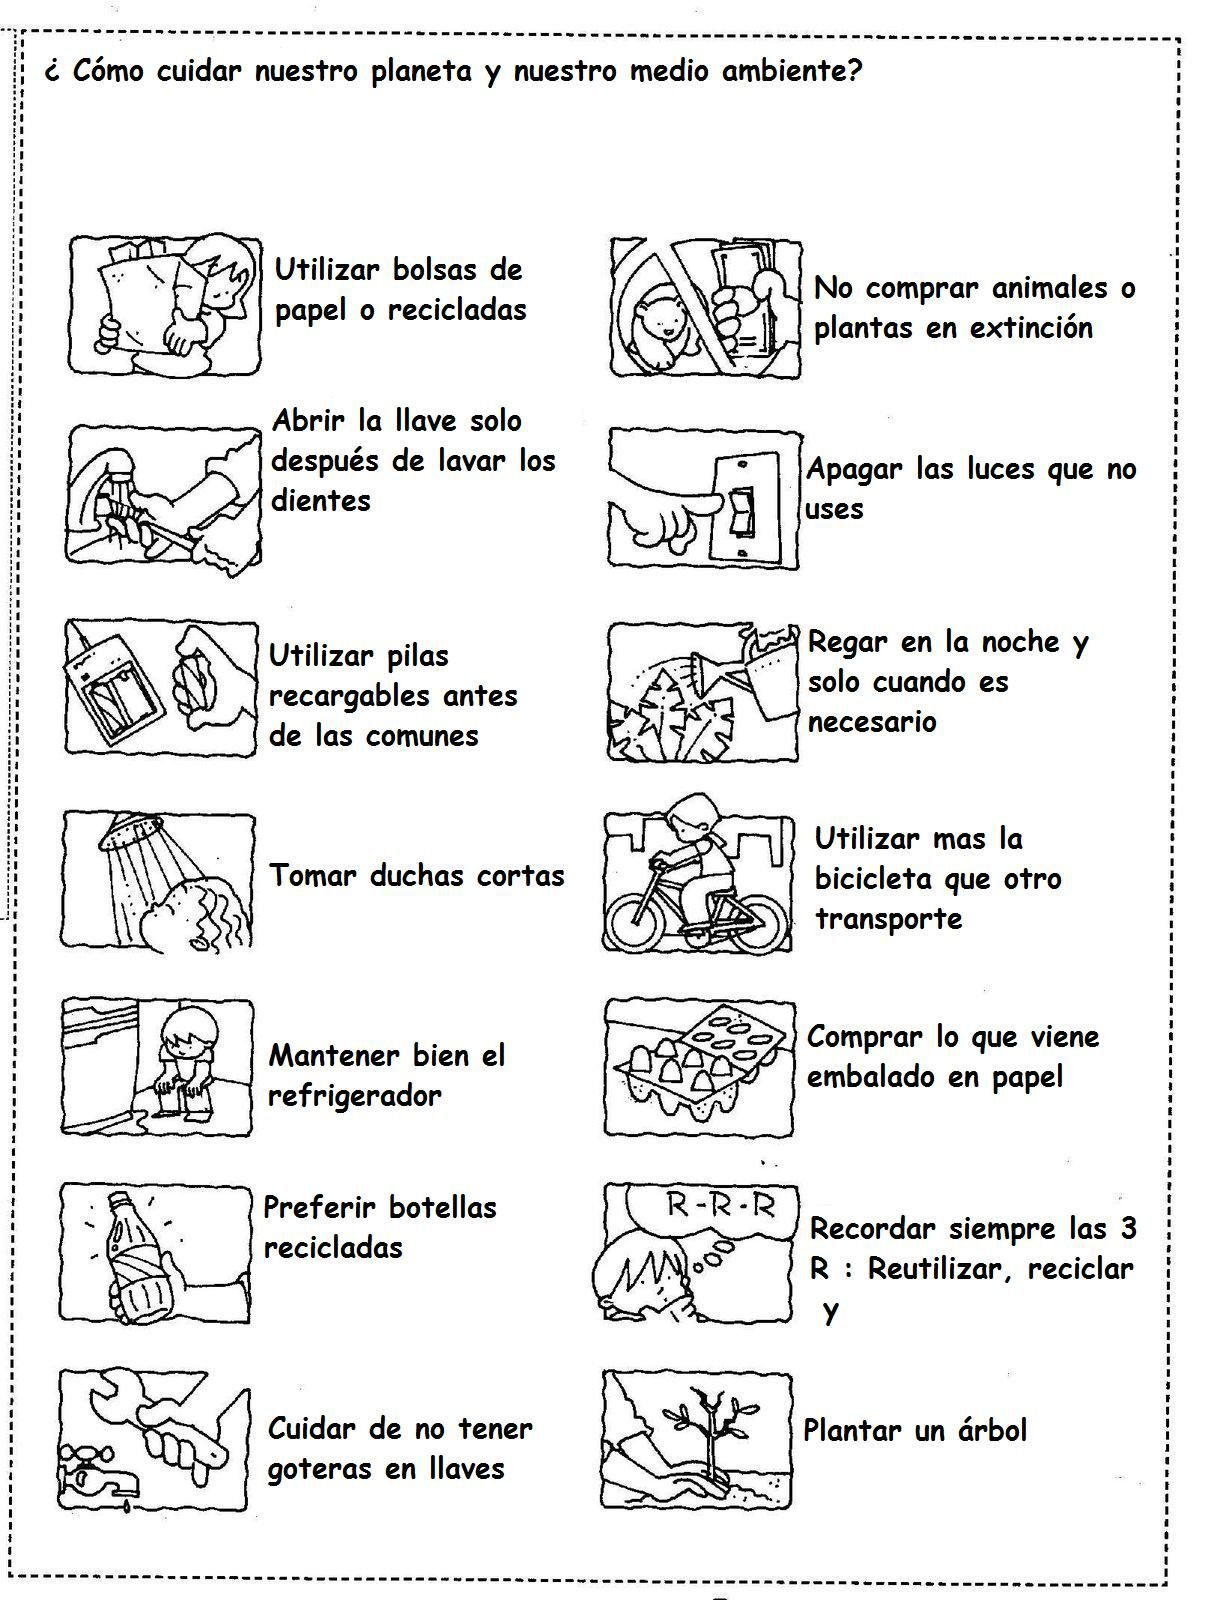 ¿ Cómo cuidar nuestro planeta y nuestro medio ambiente?
Utilizar bolsas de
papel o recicladas
No comprar animales o
plantas en extinción
Abrir la llave solo
después de lavar los
dientes
Apagar las luces que no
uses
Utilizar pilas
recargables antes
de las comunes
Regar en la noche y
solo cuando es
necesario
Tomar duchas cortas
Utilizar mas la
bicicleta que otro
transporte
Mantener bien el
refrigerador
Comprar lo que viene
embalado en papel
Preferir botellas
recicladas
R-R-R
Recordar siempre las 3
R : Reutilizar, reciclar
y
Cuidar de no tener
goteras en llaves
Plantar un árbol